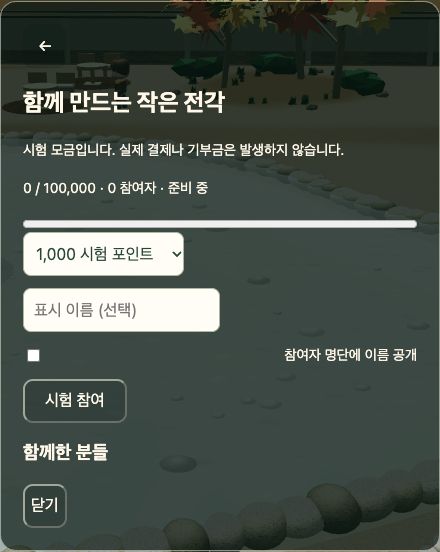 함께 만드는 작은 전각
시험 모금입니다. 실제 결제나 기부금은 발생하지 않습니다.
0 / 100,000 · 0 참여자 · 준비 중
1,000 시험 포인트
표시 이름 (선택)
참여자 명단에 이름 공개
시험 참여
함께한 분들
닫기